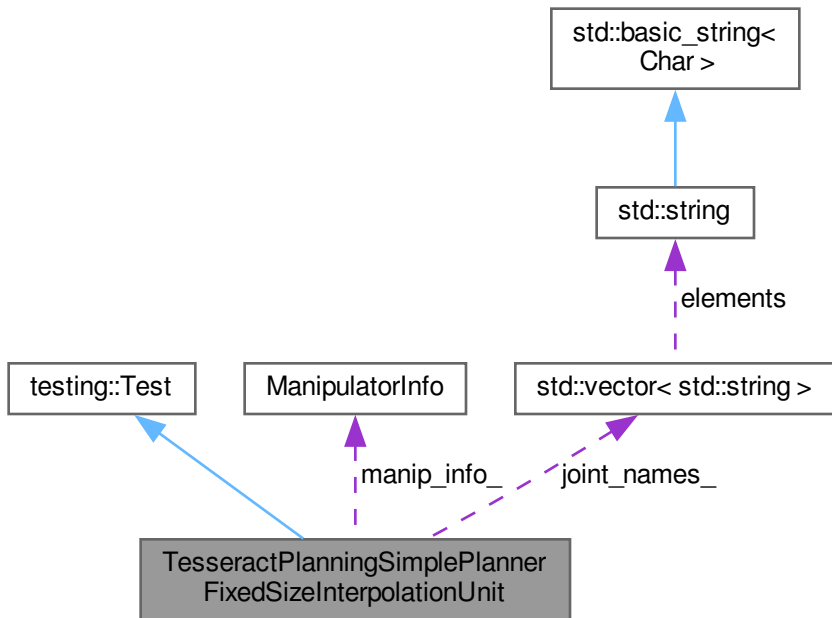 std::basic_string<
Char >
std::string
elements
testing::Test
ManipulatorInfo
std::vector< std::string >
manip_info_
joint_names_
TesseractPlanningSimplePlanner
FixedSizeInterpolationUnit